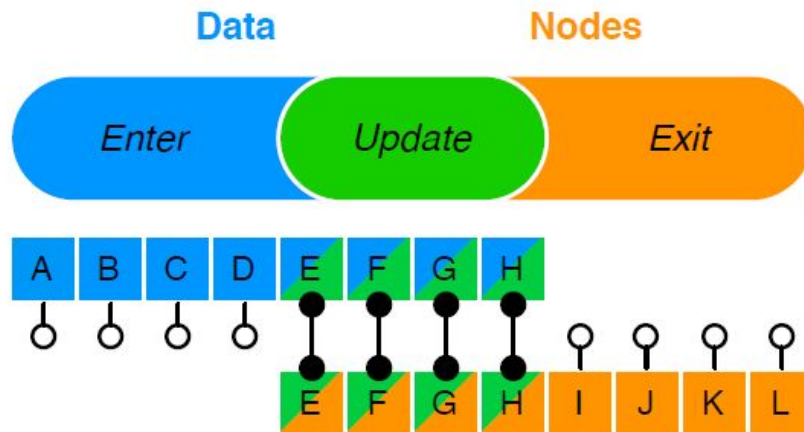 Data Nodes
Enter Update Exit
A B C D E F G H
E F G H I J K L